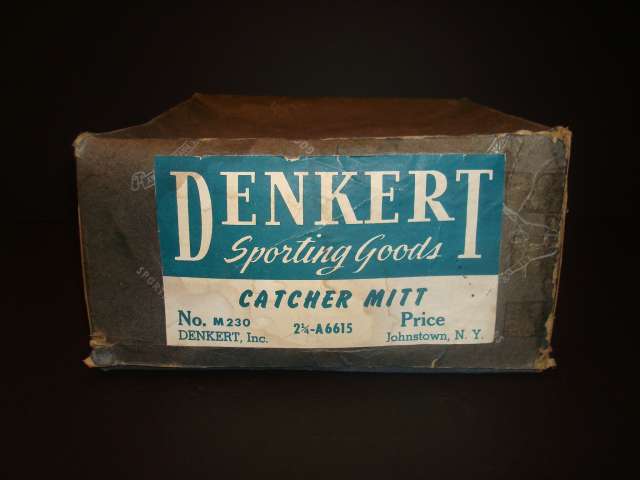 DENKERT
Sporting Goods
CATCHER MITT
No. M230 2¾-A6615 Price
DENKERT, Inc. Johnstown, N. Y.